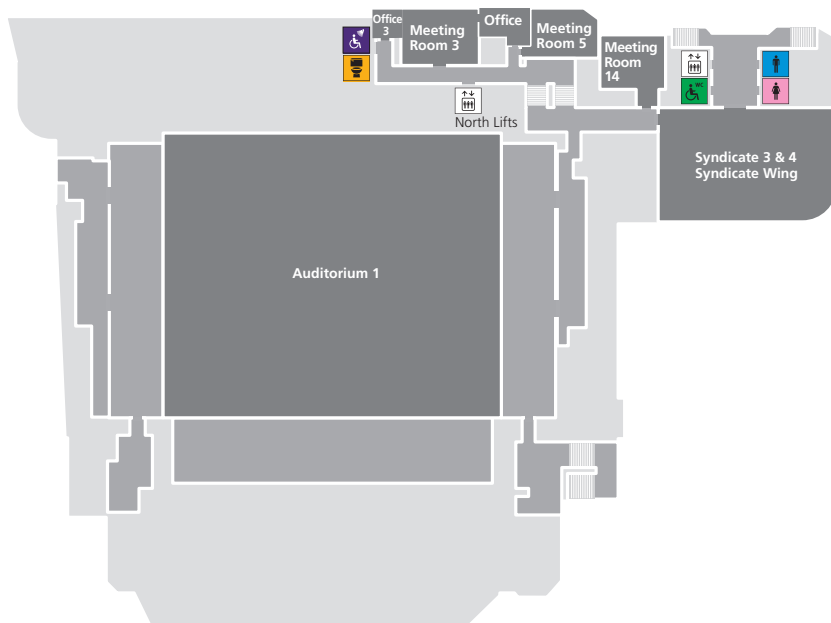 Office
3
Meeting
Room 3
Office
Meeting
Room 5
Meeting
Room
14
WC
North Lifts
Syndicate 3 & 4
Syndicate Wing
Auditorium 1